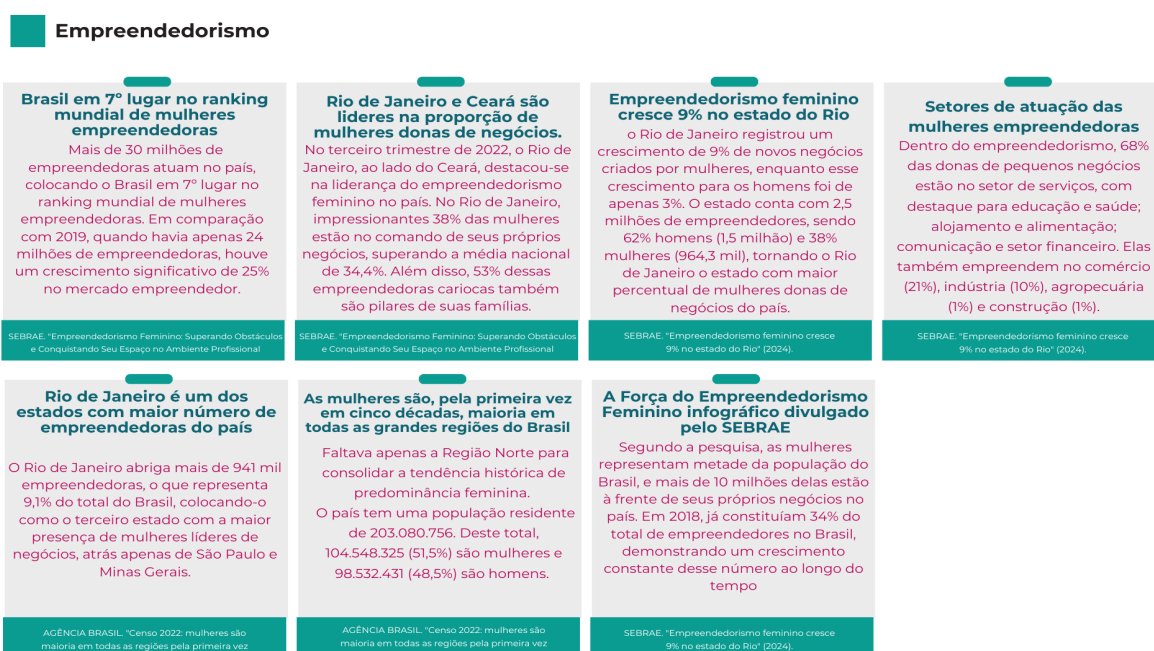 Empreendedorismo
Brasil em 7º lugar no ranking
mundial de mulheres
empreendedoras
Mais de 30 milhões de
empreendedoras atuam no país,
colocando o Brasil em 7º lugar no
ranking mundial de mulheres
empreendedoras. Em comparação
com 2019, quando havia apenas 24
milhões de empreendedoras, houve
um crescimento significativo de 25%
no mercado empreendedor.
SEBRAE. "Empreendedorismo Feminino: Superando Obstáculos
e Conquistando Seu Espaço no Ambiente Profissional
Rio de Janeiro e Ceará são
lideres na proporção de
mulheres donas de negócios.
No terceiro trimestre de 2022, o Rio de
Janeiro, ao lado do Ceará, destacou-se
na liderança do empreendedorismo
feminino no país. No Rio de Janeiro,
impressionantes 38% das mulheres
estão no comando de seus próprios
negócios, superando a média nacional
de 34,4%. Além disso, 53% dessas
empreendedoras cariocas também
são pilares de suas famílias.
SEBRAE. "Empreendedorismo Feminino: Superando Obstáculos
e Conquistando Seu Espaço no Ambiente Profissional
Empreendedorismo feminino
cresce 9% no estado do Rio
o Rio de Janeiro registrou um
crescimento de 9% de novos negócios
criados por mulheres, enquanto esse
crescimento para os homens foi de
apenas 3%. O estado conta com 2,5
milhões de empreendedores, sendo
62% homens (1,5 milhão) e 38%
mulheres (964,3 mil), tornando o Rio
de Janeiro o estado com maior
percentual de mulheres donas de
negócios do país.
SEBRAE. "Empreendedorismo feminino cresce
9% no estado do Rio" (2024).
Setores de atuação das
mulheres empreendedoras
Dentro do empreendedorismo, 68%
das donas de pequenos negócios
estão no setor de serviços, com
destaque para educação e saúde;
alojamento e alimentação;
comunicação e setor financeiro. Elas
também empreendem no comércio
(21%), indústria (10%), agropecuária
(1%) e construção (1%).
SEBRAE. "Empreendedorismo feminino cresce
9% no estado do Rio" (2024).
Rio de Janeiro é um dos
estados com maior número de
empreendedoras do país
O Rio de Janeiro abriga mais de 941 mil
empreendedoras, o que representa
9,1% do total do Brasil, colocando-o
como o terceiro estado com a maior
presença de mulheres líderes de
negócios, atrás apenas de São Paulo e
Minas Gerais.
AGÊNCIA BRASIL. "Censo 2022: mulheres são
maioria em todas as regiões pela primeira vez
As mulheres são, pela primeira vez
em cinco décadas, maioria em
todas as grandes regiões do Brasil
Faltava apenas a Região Norte para
consolidar a tendência histórica de
predominância feminina.
O país tem uma população residente
de 203.080.756. Deste total,
104.548.325 (51,5%) são mulheres e
98.532.431 (48,5%) são homens.
AGÊNCIA BRASIL. "Censo 2022: mulheres são
maioria em todas as regiões pela primeira vez
A Força do Empreendedorismo
Feminino infográfico divulgado
pelo SEBRAE
Segundo a pesquisa, as mulheres
representam metade da população do
Brasil, e mais de 10 milhões delas estão
à frente de seus próprios negócios no
país. Em 2018, já constituíam 34% do
total de empreendedores no Brasil,
demonstrando um crescimento
constante desse número ao longo do
tempo
SEBRAE. "Empreendedorismo feminino cresce
9% no estado do Rio" (2024).